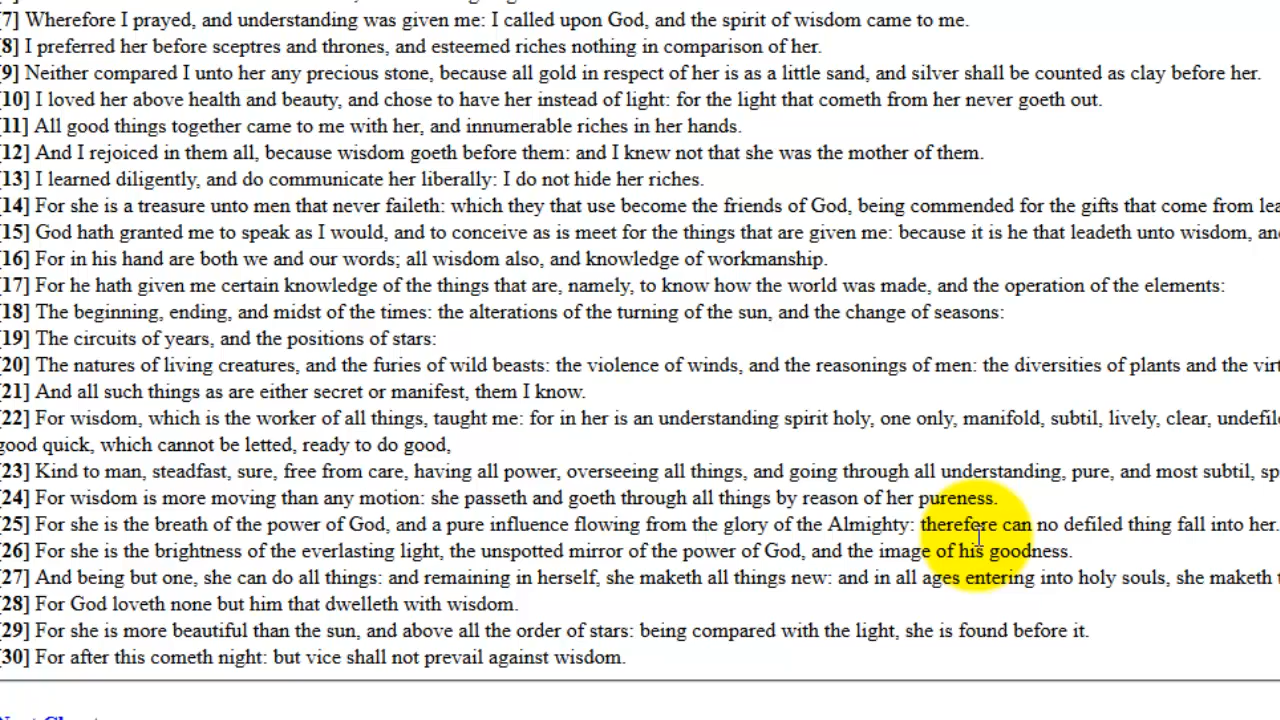 [7] Wherefore I prayed, and understanding was given me: I called upon God, and the spirit of wisdom came to me.
[8] I preferred her before sceptres and thrones, and esteemed riches nothing in comparison of her.
[9] Neither compared I unto her any precious stone, because all gold in respect of her is as a little sand, and silver shall be counted as clay before her.
[10] I loved her above health and beauty, and chose to have her instead of light: for the light that cometh from her never goeth out.
[11] All good things together came to me with her, and innumerable riches in her hands.
[12] And I rejoiced in them all, because wisdom goeth before them: and I knew not that she was the mother of them.
[13] I learned diligently, and do communicate her liberally: I do not hide her riches.
[14] For she is a treasure unto men that never faileth: which they that use become the friends of God, being commended for the gifts that come from
[15] God hath granted me to speak as I would, and to conceive as is meet for the things that are given me: because it is he that leadeth unto wisdom,
[16] For in his hand are both we and our words; all wisdom also, and knowledge of workmanship.
[17] For he hath given me certain knowledge of the things that are, namely, to know how the world was made, and the operation of the elements:
[18] The beginning, ending, and midst of the times: the alterations of the turning of the sun, and the change of seasons:
[19] The circuits of years, and the positions of stars:
[20] The natures of living creatures, and the furies of wild beasts: the violence of winds, and the reasonings of men: the diversities of plants and the
[21] And all such things as are either secret or manifest, them I know.
[22] For wisdom, which is the worker of all things, taught me: for in her is an understanding spirit holy, one only, manifold, subtil, lively, clear,
good quick, which cannot be letted, ready to do good,
[23] Kind to man, steadfast, sure, free from care, having all power, overseeing all things, and going through all understanding, pure, and most subtil,
[24] For wisdom is more moving than any motion: she passeth and goeth through all things by reason of her pureness.
[25] For she is the breath of the power of God, and a pure influence flowing from the glory of the Almighty: therefere can no defiled thing fall into her.
[26] For she is the brightness of the everlasting light, the unspotted mirror of the power of God, and the image of his goodness.
[27] And being but one, she can do all things: and remaining in herself, she maketh all things new: and in all ages entering into holy souls, she maketh
[28] For God loveth none but him that dwelleth with wisdom.
[29] For she is more beautiful than the sun, and above all the order of stars: being compared with the light, she is found before it.
[30] For after this cometh night: but vice shall not prevail against wisdom.